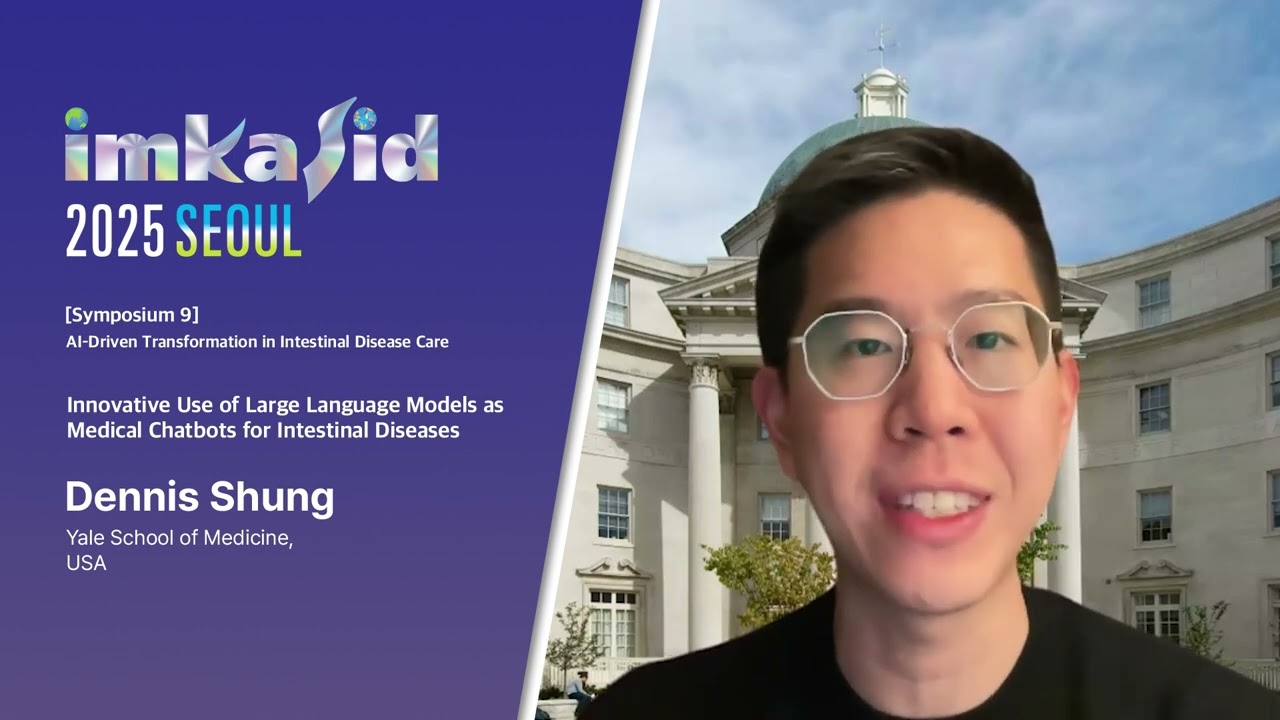 imkasid
2025 SEOUL
[Symposium 9]
AI-Driven Transformation in Intestinal Disease Care
Innovative Use of Large Language Models as
Medical Chatbots for Intestinal Diseases
Dennis Shung
Yale School of Medicine,
USA